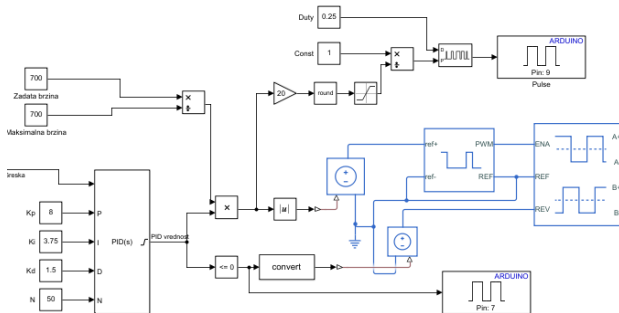 Duty
0.25
Const
1
×
÷
D
P
ARDUINO
Pin: 9
Pulse
700
Zadata brzina
700
Maksimalna brzina
×
÷
20
round
ref+
ref-
PWM
REF
ENA
REF
REV
A+
A
B+
B
Greska
Kp
8
Ki
3.75
Kd
1.5
N
50
P
I
D
N
PID(s)
PID vrednost
×
|u|
<= 0
convert
ARDUINO
Pin: 7